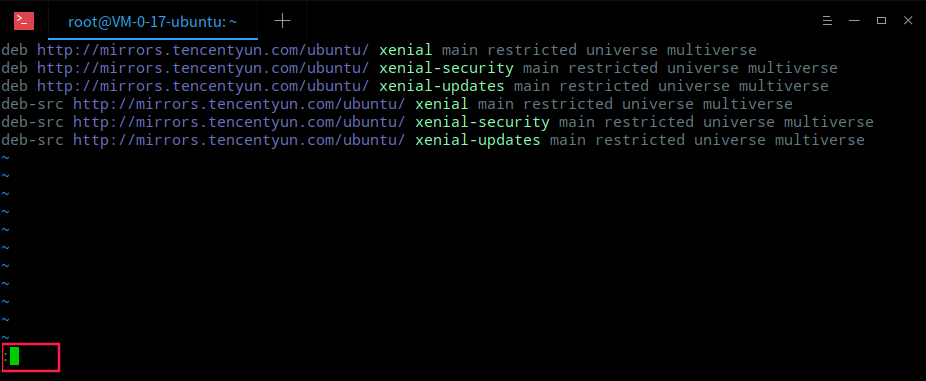 root@VM-0-17-ubuntu: ~
deb http://mirrors.tencentyun.com/ubuntu/ xenial main restricted universe multiverse
deb http://mirrors.tencentyun.com/ubuntu/ xenial-security main restricted universe multiverse
deb http://mirrors.tencentyun.com/ubuntu/ xenial-updates main restricted universe multiverse
deb-src http://mirrors.tencentyun.com/ubuntu/ xenial main restricted universe multiverse
deb-src http://mirrors.tencentyun.com/ubuntu/ xenial-security main restricted universe multiverse
deb-src http://mirrors.tencentyun.com/ubuntu/ xenial-updates main restricted universe multiverse
~
~
~
~
~
~
~
~
~
~
~
: